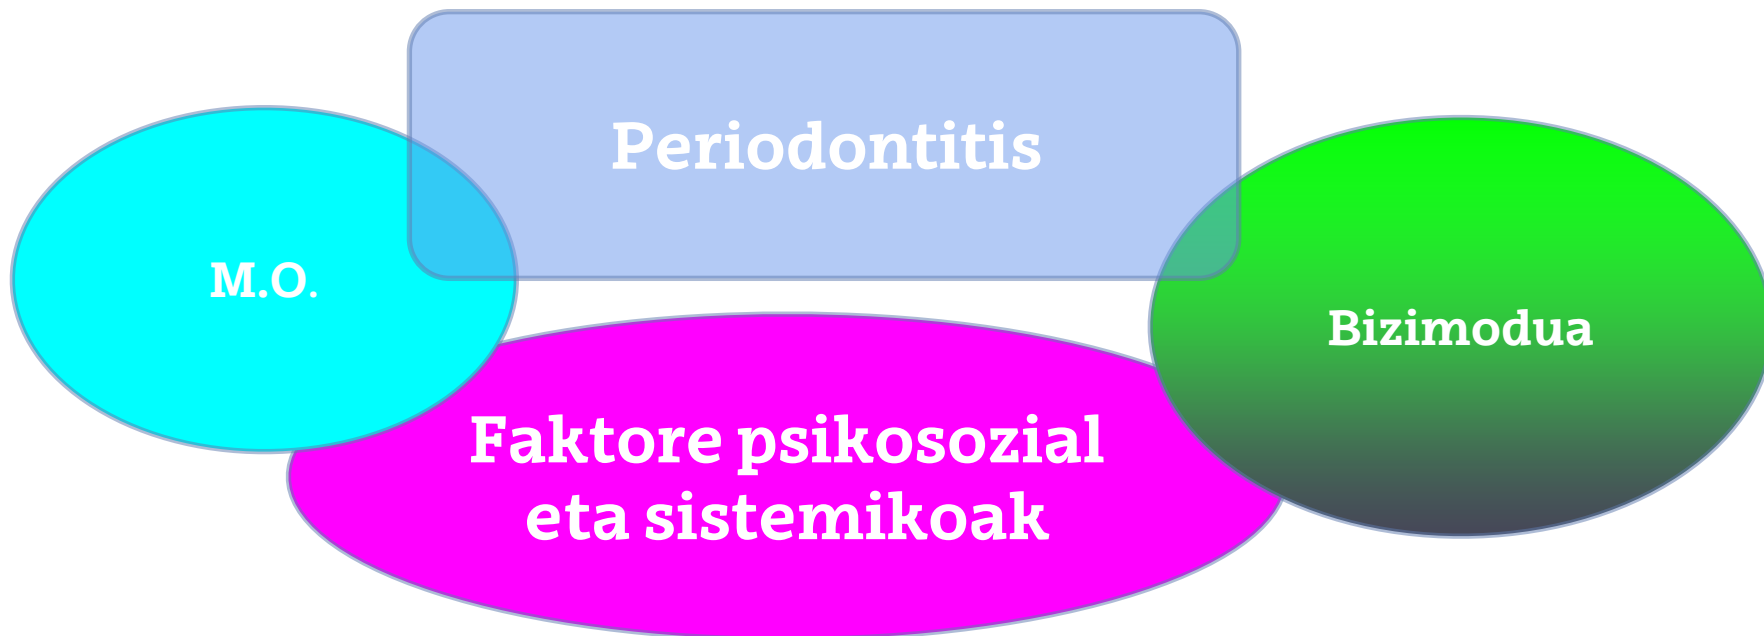 Periodontitis
M.O.
Bizimodua
Faktore psikosozial
eta sistemikoak